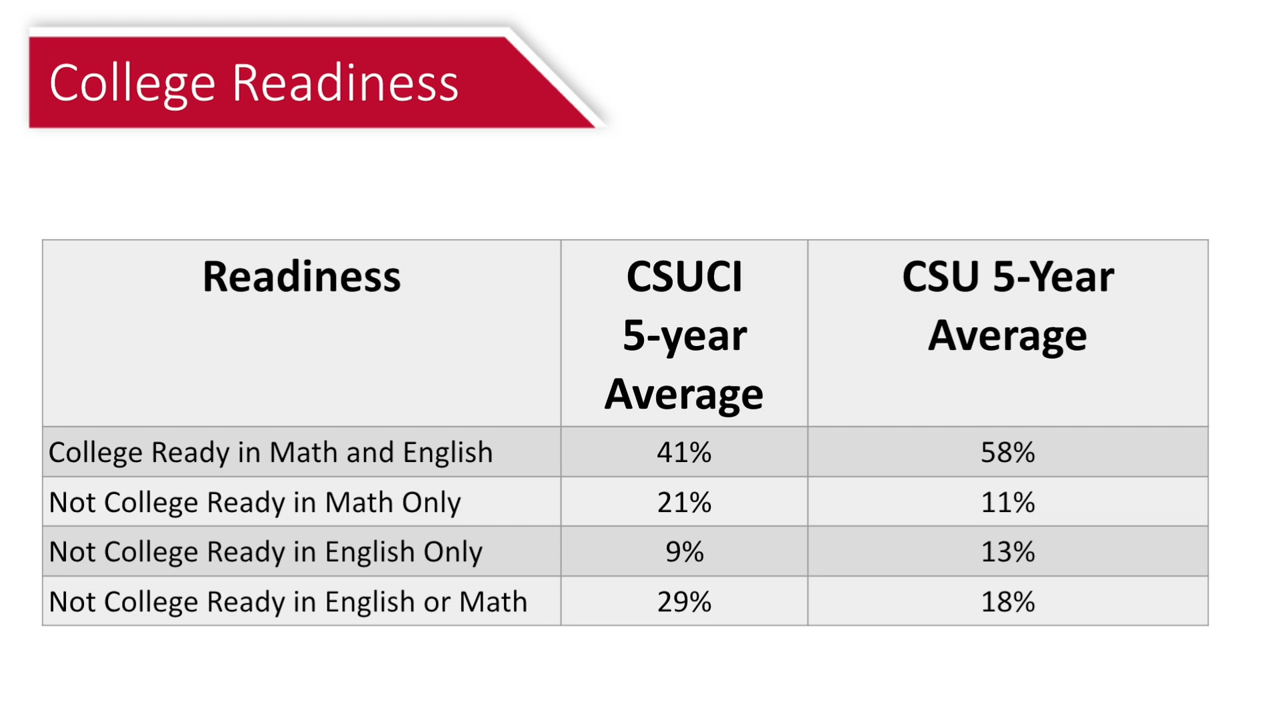 College Readiness
Readiness
CSUCI
5-year
Average
CSU 5-Year
Average
College Ready in Math and English 41% 58%
Not College Ready in Math Only 21% 11%
Not College Ready in English Only 9% 13%
Not College Ready in English or Math 29% 18%